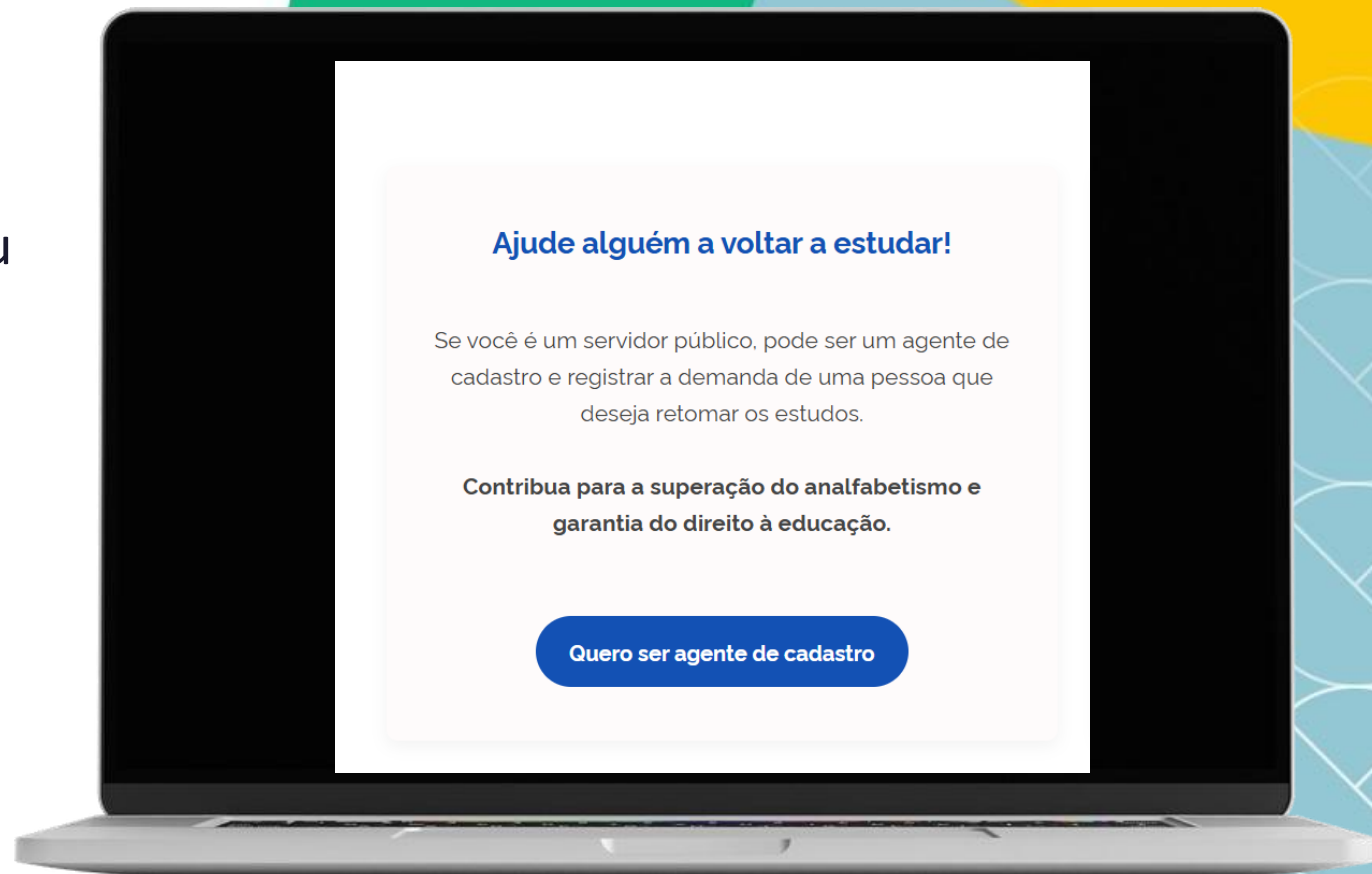 Ajude alguém a voltar a estudar!
Se você é um servidor público, pode ser um agente de
cadastro e registrar a demanda de uma pessoa que
deseja retomar os estudos.
Contribua para a superação do analfabetismo e
garantia do direito à educação.
Quero ser agente de cadastro